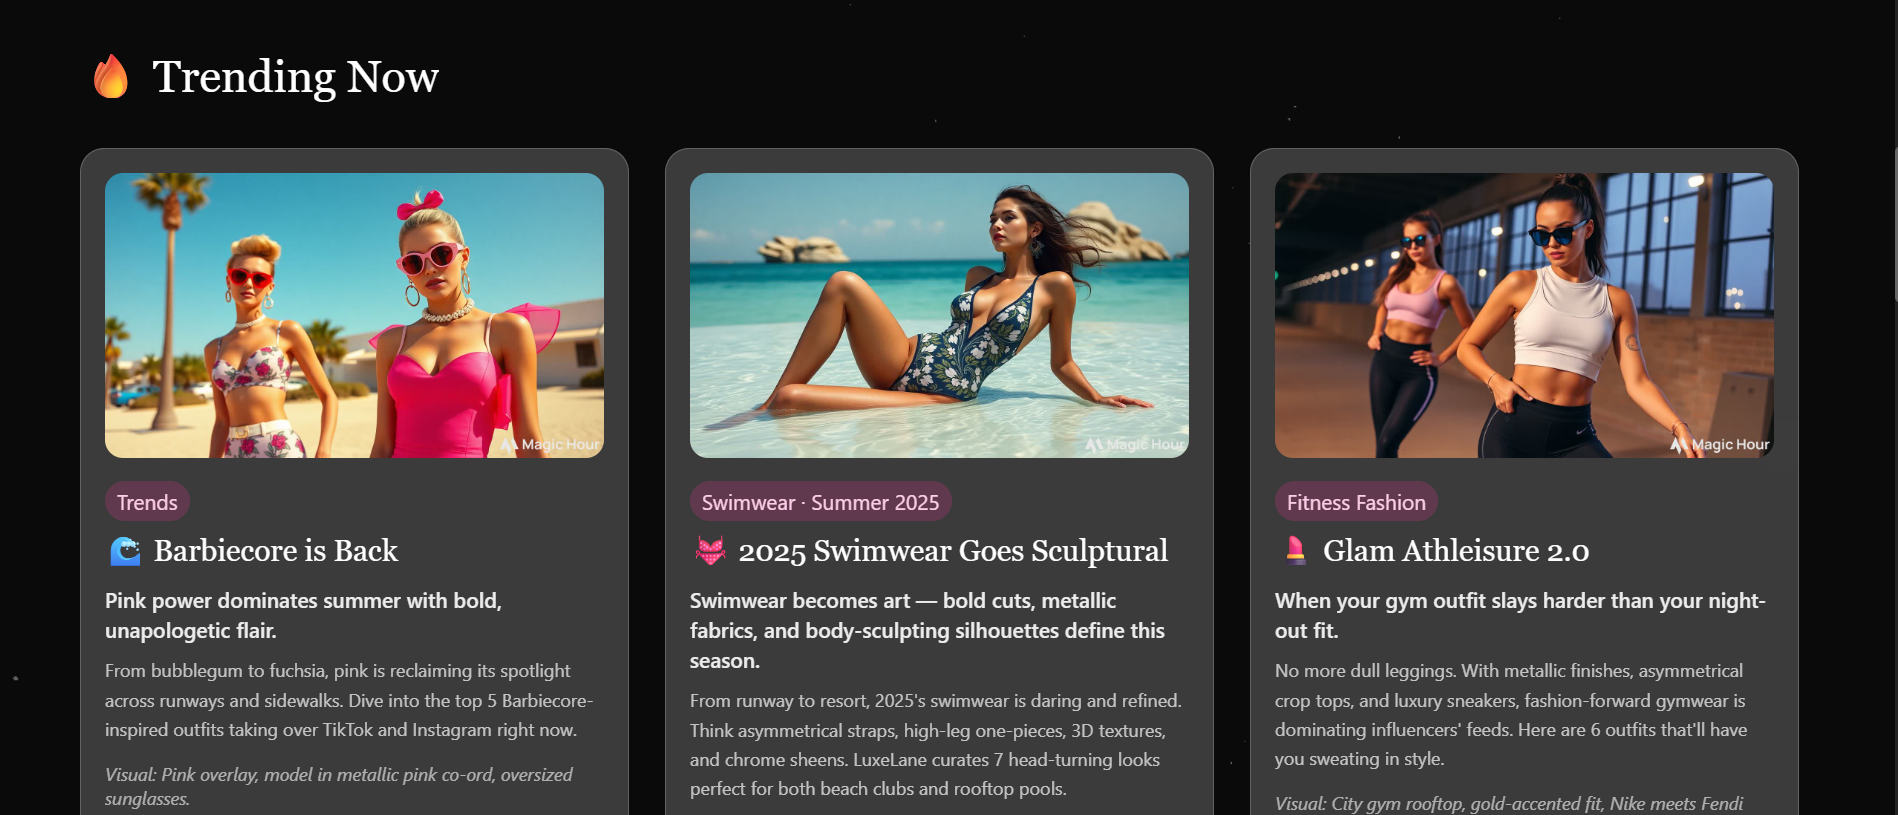 🔥 Trending Now
Magic Hour
Trends
🌊 Barbiecore is Back
Pink power dominates summer with bold,
unapologetic flair.
From bubblegum to fuchsia, pink is reclaiming its spotlight
across runways and sidewalks. Dive into the top 5 Barbiecore-
inspired outfits taking over TikTok and Instagram right now.
Visual: Pink overlay, model in metallic pink co-ord, oversized
sunglasses.
Magic Hour
Swimwear · Summer 2025
👙 2025 Swimwear Goes Sculptural
Swimwear becomes art — bold cuts, metallic
fabrics, and body-sculpting silhouettes define this
season.
From runway to resort, 2025's swimwear is daring and refined.
Think asymmetrical straps, high-leg one-pieces, 3D textures,
and chrome sheens. LuxeLane curates 7 head-turning looks
perfect for both beach clubs and rooftop pools.
Magic Hour
Fitness Fashion
💄 Glam Athleisure 2.0
When your gym outfit slays harder than your night-
out fit.
No more dull leggings. With metallic finishes, asymmetrical
crop tops, and luxury sneakers, fashion-forward gymwear is
dominating influencers' feeds. Here are 6 outfits that'll have
you sweating in style.
Visual: City gym rooftop, gold-accented fit, Nike meets Fendi